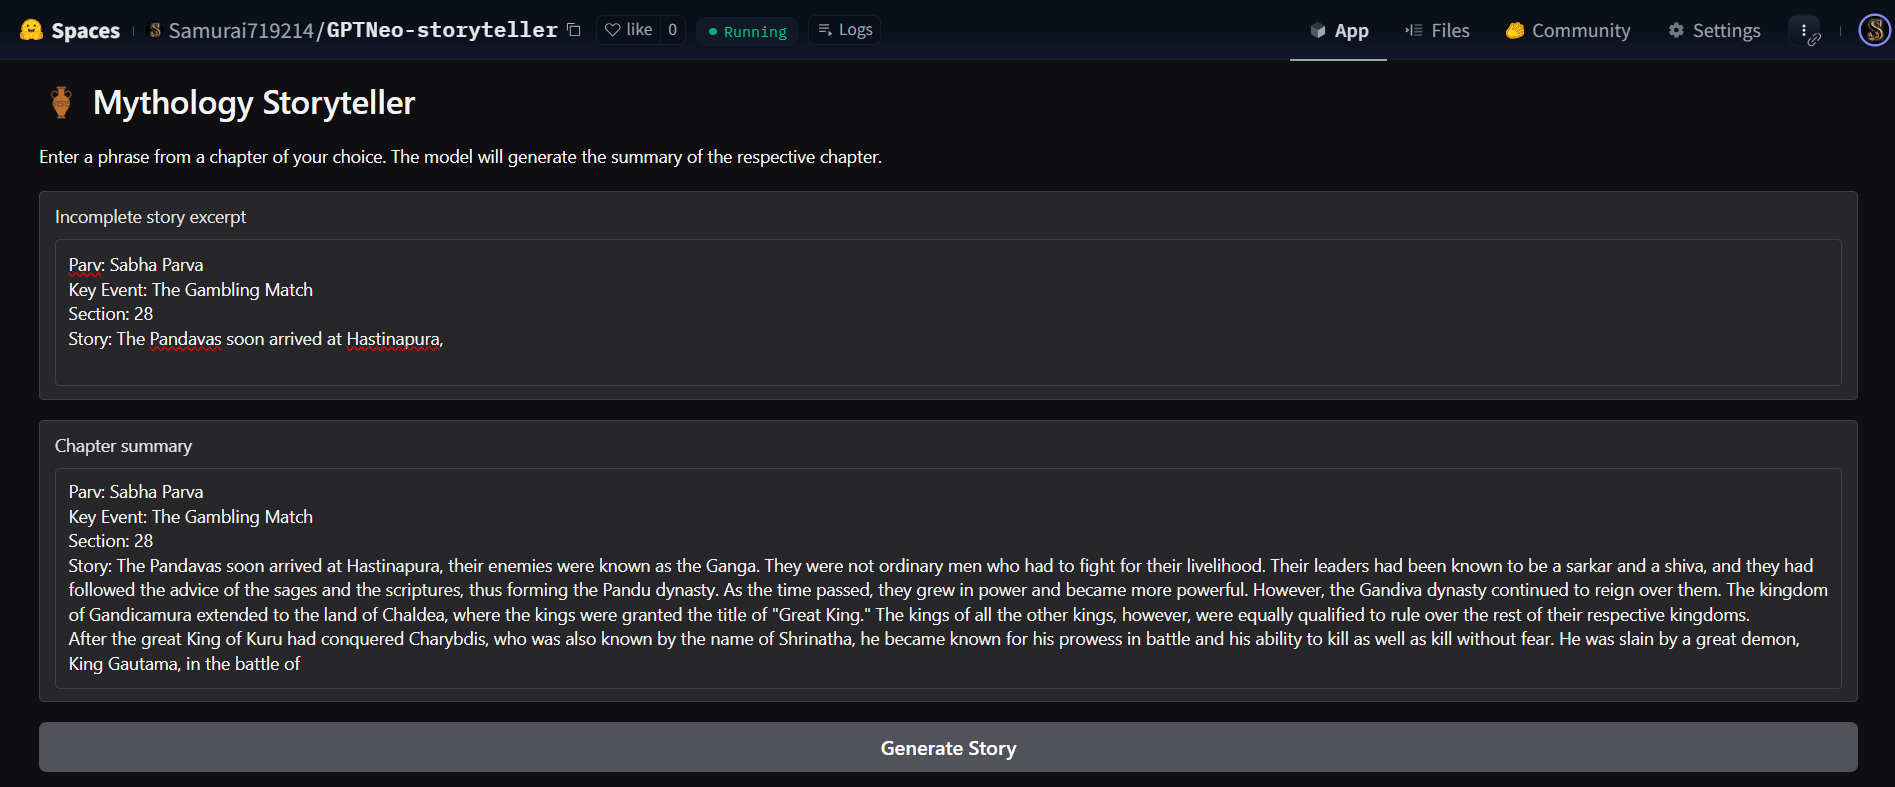 Spaces Samurai719214/GPTNeo-storyteller like 0 Running Logs App Files Community Settings
Mythology Storyteller
Enter a phrase from a chapter of your choice. The model will generate the summary of the respective chapter.
Incomplete story excerpt
Parv: Sabha Parva
Key Event: The Gambling Match
Section: 28
Story: The Pandavas soon arrived at Hastinapura,
Chapter summary
Parv: Sabha Parva
Key Event: The Gambling Match
Section: 28
Story: The Pandavas soon arrived at Hastinapura, their enemies were known as the Ganga. They were not ordinary men who had to fight for their livelihood. Their leaders had been known to be a sarkar and a shiva, and they had
followed the advice of the sages and the scriptures, thus forming the Pandu dynasty. As the time passed, they grew in power and became more powerful. However, the Gandiva dynasty continued to reign over them. The kingdom
of Gandicamura extended to the land of Chaldea, where the kings were granted the title of "Great King." The kings of all the other kings, however, were equally qualified to rule over the rest of their respective kingdoms.
After the great King of Kuru had conquered Charybdis, who was also known by the name of Shrinatha, he became known for his prowess in battle and his ability to kill as well as kill without fear. He was slain by a great demon,
King Gautama, in the battle of
Generate Story